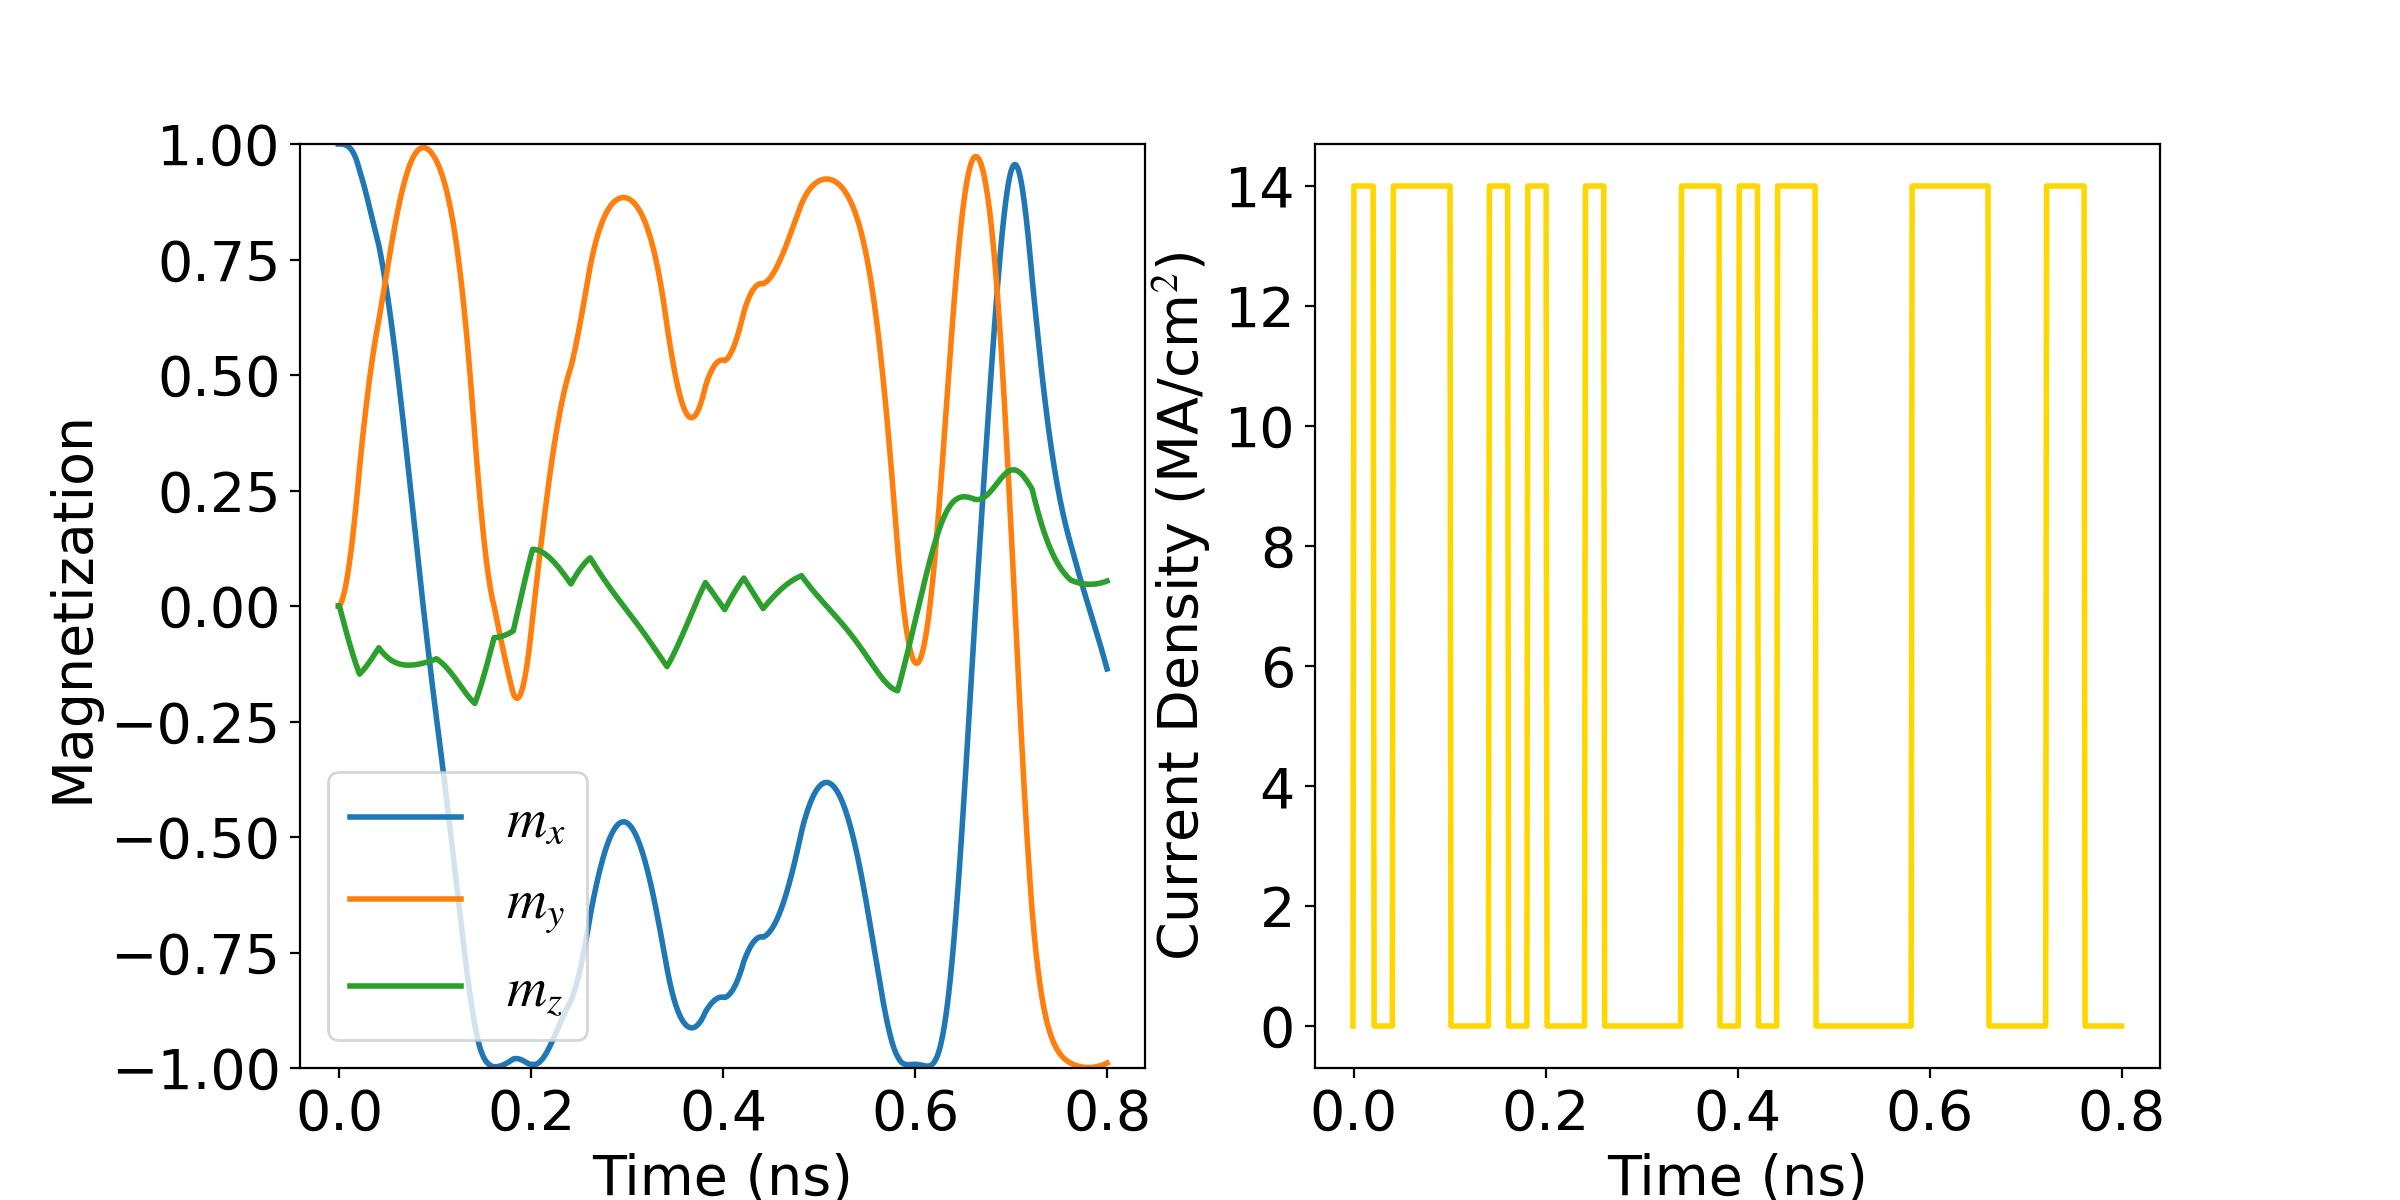 1.00
0.75
0.50
0.25
0.00
−0.25
−0.50
−0.75
−1.00
Magnetization
m_x
m_y
m_z
0.0 0.2 0.4 0.6 0.8
Time (ns)
14
12
10
8
6
4
2
0
Current Density (MA/cm²)
0.0 0.2 0.4 0.6 0.8
Time (ns)